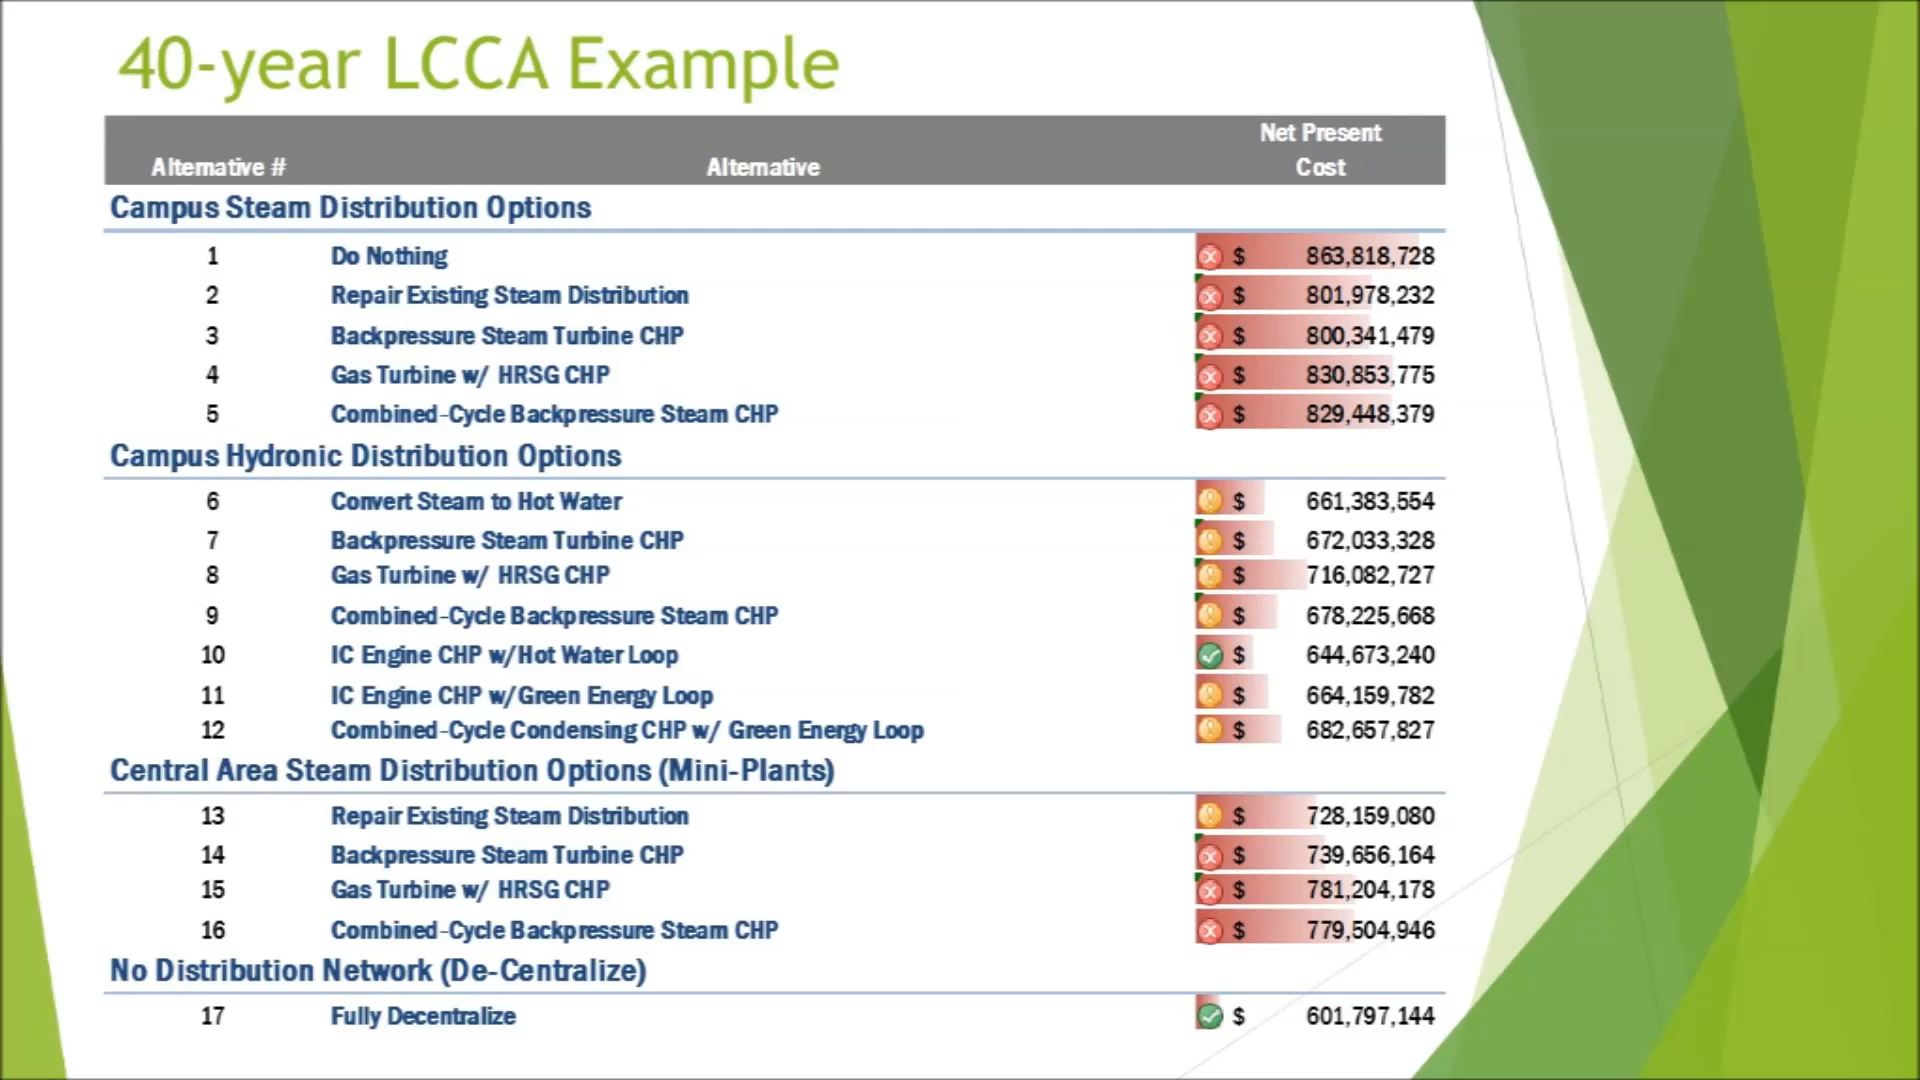 40-year LCCA Example
Alternative # Alternative Net Present Cost
Campus Steam Distribution Options
1 Do Nothing $ 863,818,728
2 Repair Existing Steam Distribution $ 801,978,232
3 Backpressure Steam Turbine CHP $ 800,341,479
4 Gas Turbine w/ HRSG CHP $ 830,853,775
5 Combined-Cycle Backpressure Steam CHP $ 829,448,379
Campus Hydronic Distribution Options
6 Convert Steam to Hot Water $ 661,383,554
7 Backpressure Steam Turbine CHP $ 672,033,328
8 Gas Turbine w/ HRSG CHP $ 716,082,727
9 Combined-Cycle Backpressure Steam CHP $ 678,225,668
10 IC Engine CHP w/Hot Water Loop $ 644,673,240
11 IC Engine CHP w/Green Energy Loop $ 664,159,782
12 Combined-Cycle Condensing CHP w/ Green Energy Loop $ 682,657,827
Central Area Steam Distribution Options (Mini-Plants)
13 Repair Existing Steam Distribution $ 728,159,080
14 Backpressure Steam Turbine CHP $ 739,656,164
15 Gas Turbine w/ HRSG CHP $ 781,204,178
16 Combined-Cycle Backpressure Steam CHP $ 779,504,946
No Distribution Network (De-Centralize)
17 Fully Decentralize $ 601,797,144